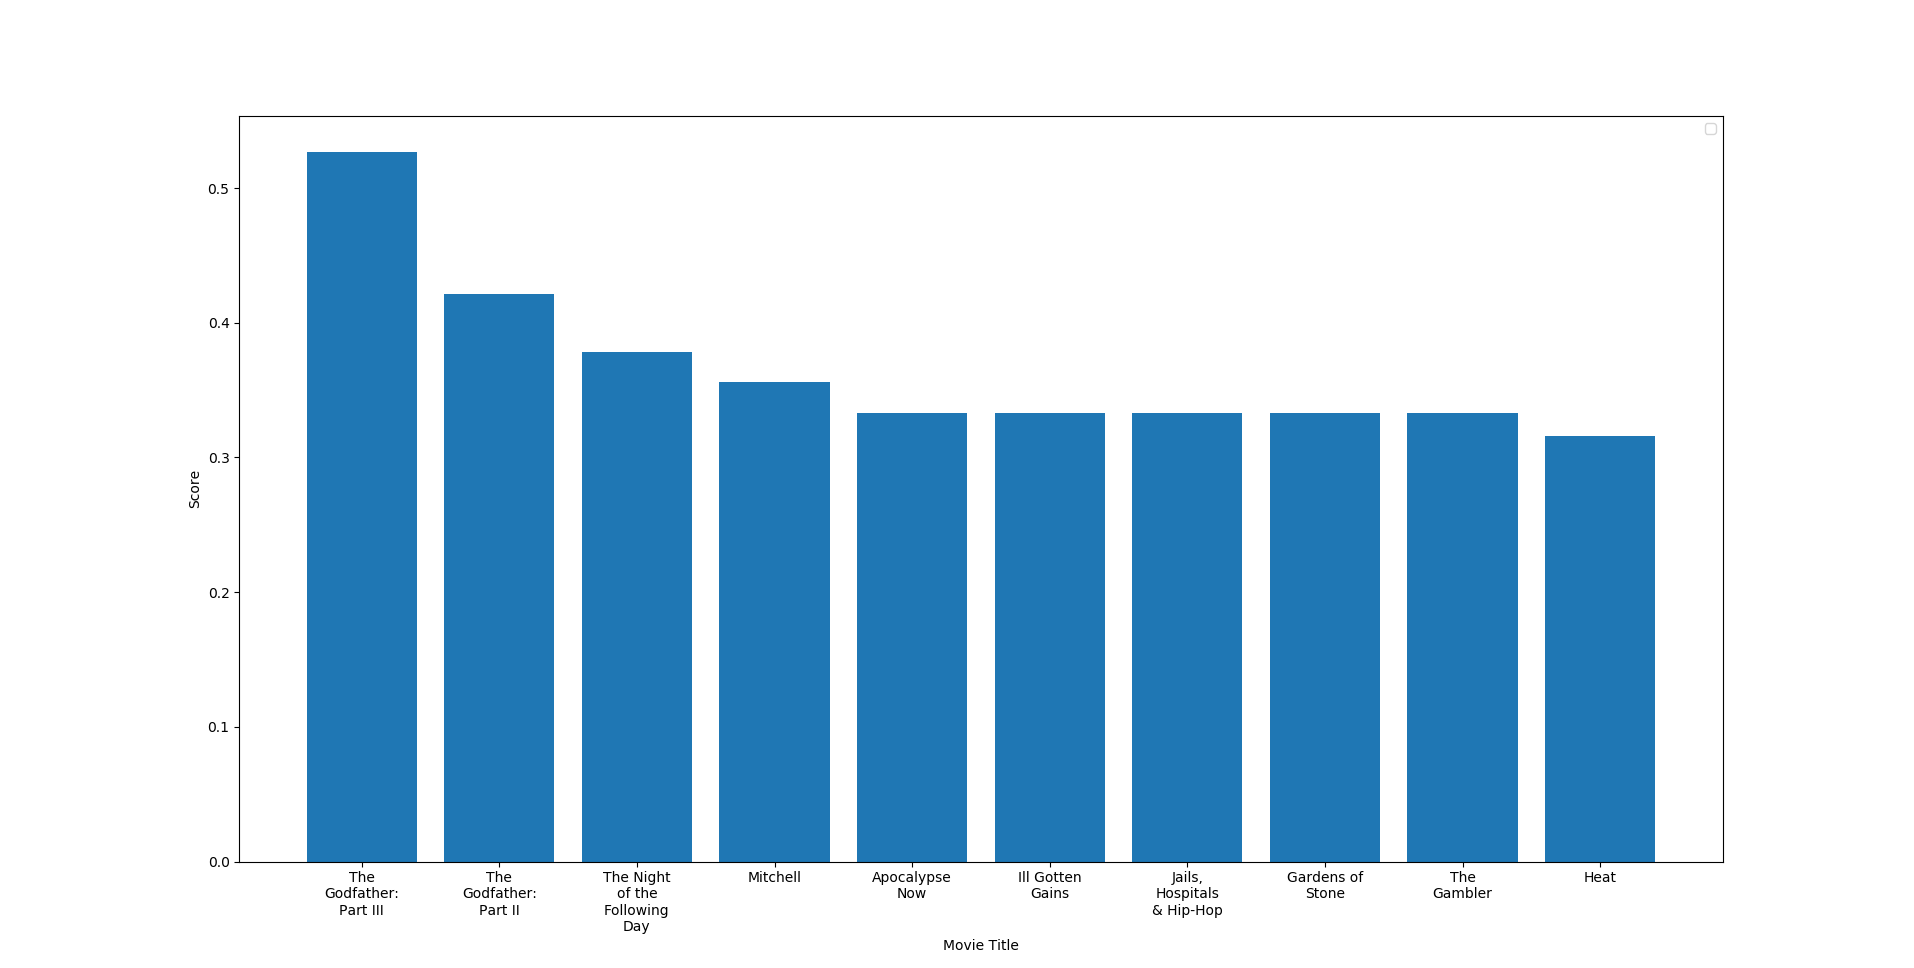 0.5
0.4
0.3
0.2
0.1
0.0
Score
The
Godfather:
Part III
The
Godfather:
Part II
The Night
of the
Following
Day
Mitchell
Apocalypse
Now
Ill Gotten
Gains
Jails,
Hospitals
& Hip-Hop
Gardens of
Stone
The
Gambler
Heat
Movie Title